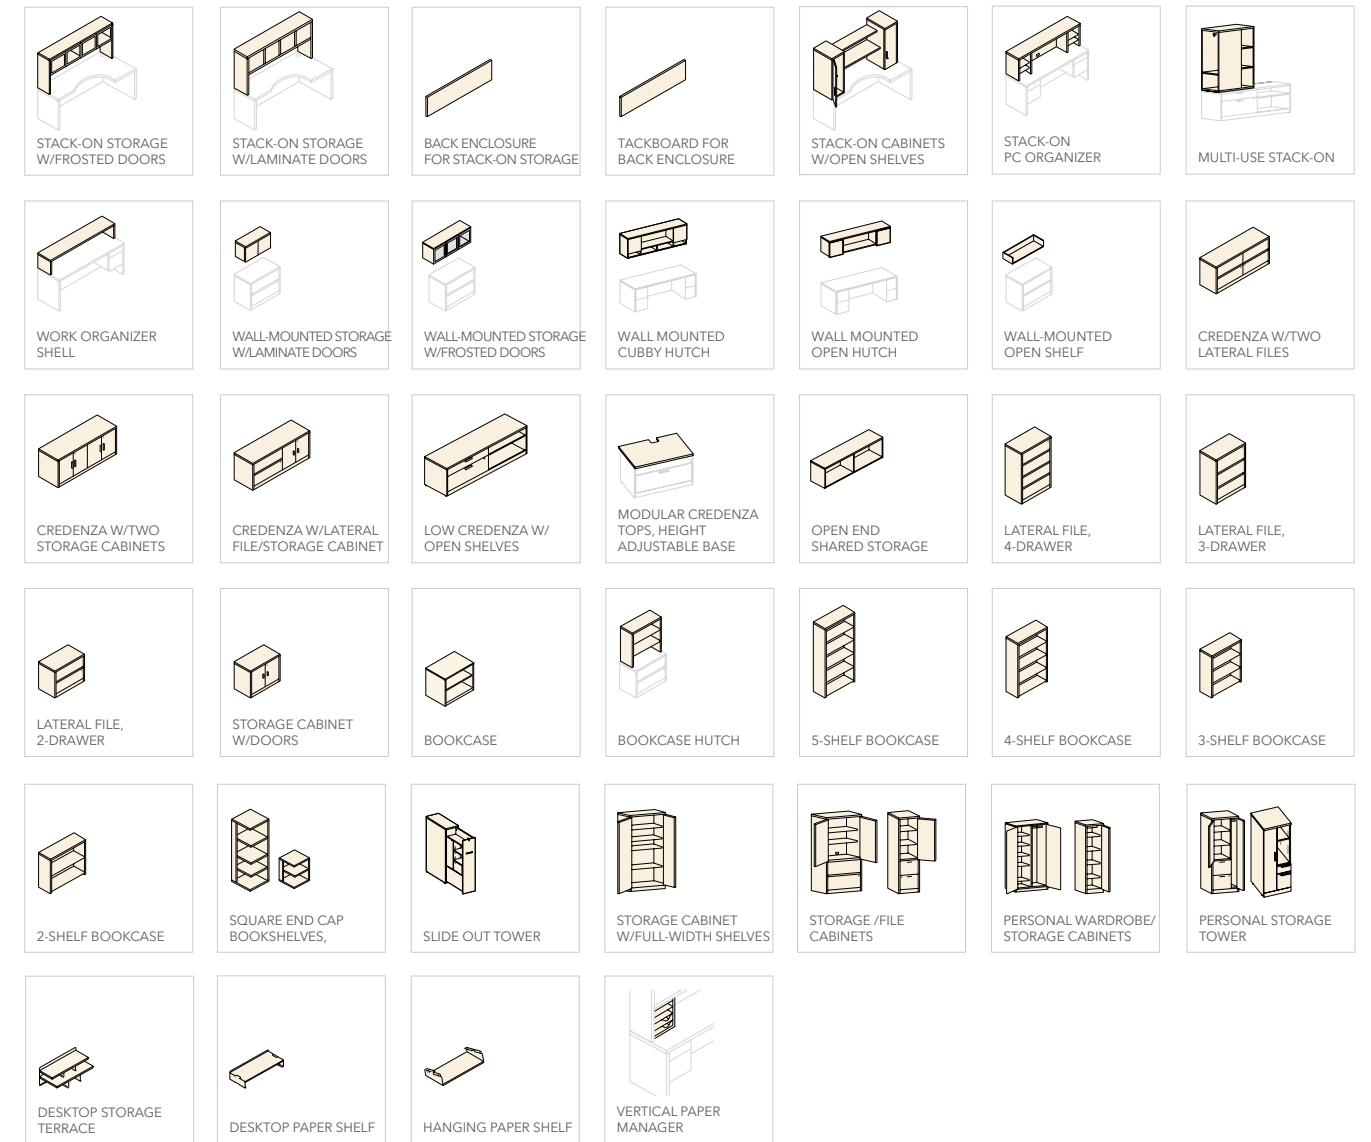 STACK-ON STORAGE
W/FROSTED DOORS
STACK-ON STORAGE
W/LAMINATE DOORS
BACK ENCLOSURE
FOR STACK-ON STORAGE
TACKBOARD FOR
BACK ENCLOSURE
STACK-ON CABINETS
W/OPEN SHELVES
STACK-ON
PC ORGANIZER
MULTI-USE STACK-ON
WORK ORGANIZER
SHELL
WALL-MOUNTED STORAGE
W/LAMINATE DOORS
WALL-MOUNTED STORAGE
W/FROSTED DOORS
WALL MOUNTED
CUBBY HUTCH
WALL MOUNTED
OPEN HUTCH
WALL-MOUNTED
OPEN SHELF
CREDENZA W/TWO
LATERAL FILES
CREDENZA W/TWO
STORAGE CABINETS
CREDENZA W/LATERAL
FILE/STORAGE CABINET
LOW CREDENZA W/
OPEN SHELVES
MODULAR CREDENZA
TOPS, HEIGHT
ADJUSTABLE BASE
OPEN END
SHARED STORAGE
LATERAL FILE,
4-DRAWER
LATERAL FILE,
3-DRAWER
LATERAL FILE,
2-DRAWER
STORAGE CABINET
W/DOORS
BOOKCASE
BOOKCASE HUTCH
5-SHELF BOOKCASE
4-SHELF BOOKCASE
3-SHELF BOOKCASE
2-SHELF BOOKCASE
SQUARE END CAP
BOOKSHELVES,
SLIDE OUT TOWER
STORAGE CABINET
W/FULL-WIDTH SHELVES
STORAGE /FILE
CABINETS
PERSONAL WARDROBE/
STORAGE CABINETS
PERSONAL STORAGE
TOWER
DESKTOP STORAGE
TERRACE
DESKTOP PAPER SHELF
HANGING PAPER SHELF
VERTICAL PAPER
MANAGER